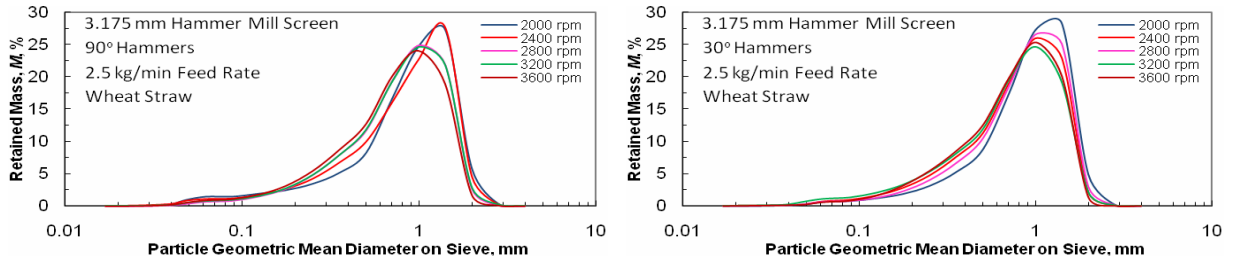 30
25
20
15
10
5
0
Retained Mass, M, %
3.175 mm Hammer Mill Screen
90° Hammers
2.5 kg/min Feed Rate
Wheat Straw
2000 rpm
2400 rpm
2800 rpm
3200 rpm
3600 rpm
0.01 0.1 1 10
Particle Geometric Mean Diameter on Sieve, mm
30
25
20
15
10
5
0
Retained Mass, M, %
3.175 mm Hammer Mill Screen
30° Hammers
2.5 kg/min Feed Rate
Wheat Straw
2000 rpm
2400 rpm
2800 rpm
3200 rpm
3600 rpm
0.01 0.1 1 10
Particle Geometric Mean Diameter on Sieve, mm